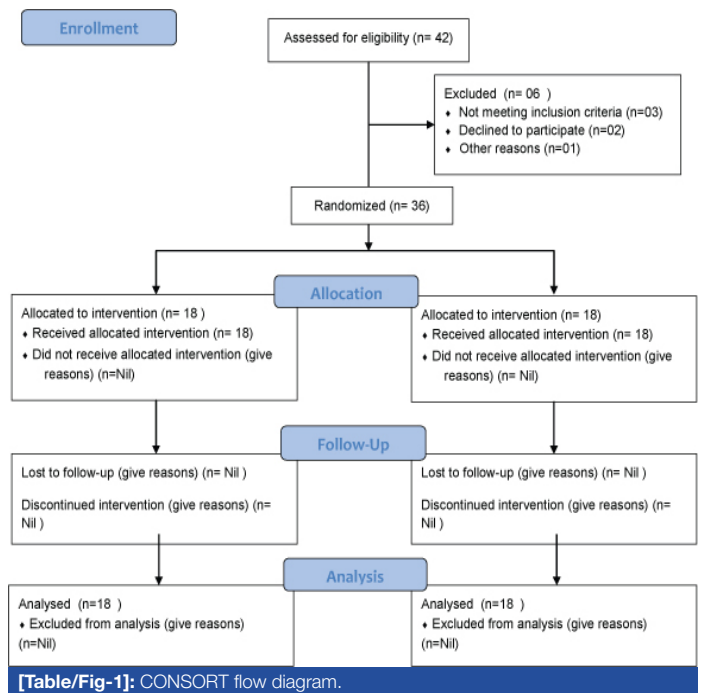 Enrollment
Assessed for eligibility (n= 42)
Excluded (n= 06 )
♦ Not meeting inclusion criteria (n=03)
♦ Declined to participate (n=02)
♦ Other reasons (n=01)
Randomized (n= 36)
Allocation
Allocated to intervention (n= 18 )
♦ Received allocated intervention (n= 18)
♦ Did not receive allocated intervention (give
reasons) (n=Nil)
Allocated to intervention (n= 18)
♦ Received allocated intervention (n= 18)
♦ Did not receive allocated intervention (give
reasons) (n= Nil)
Follow-Up
Lost to follow-up (give reasons) (n= Nil )
Discontinued intervention (give reasons) (n=
Nil )
Lost to follow-up (give reasons) (n= Nil )
Discontinued intervention (give reasons) (n=
Nil )
Analysis
Analysed (n=18 )
♦ Excluded from analysis (give reasons)
(n=Nil)
Analysed (n=18 )
♦ Excluded from analysis (give reasons)
(n=Nil)
[Table/Fig-1]: CONSORT flow diagram.